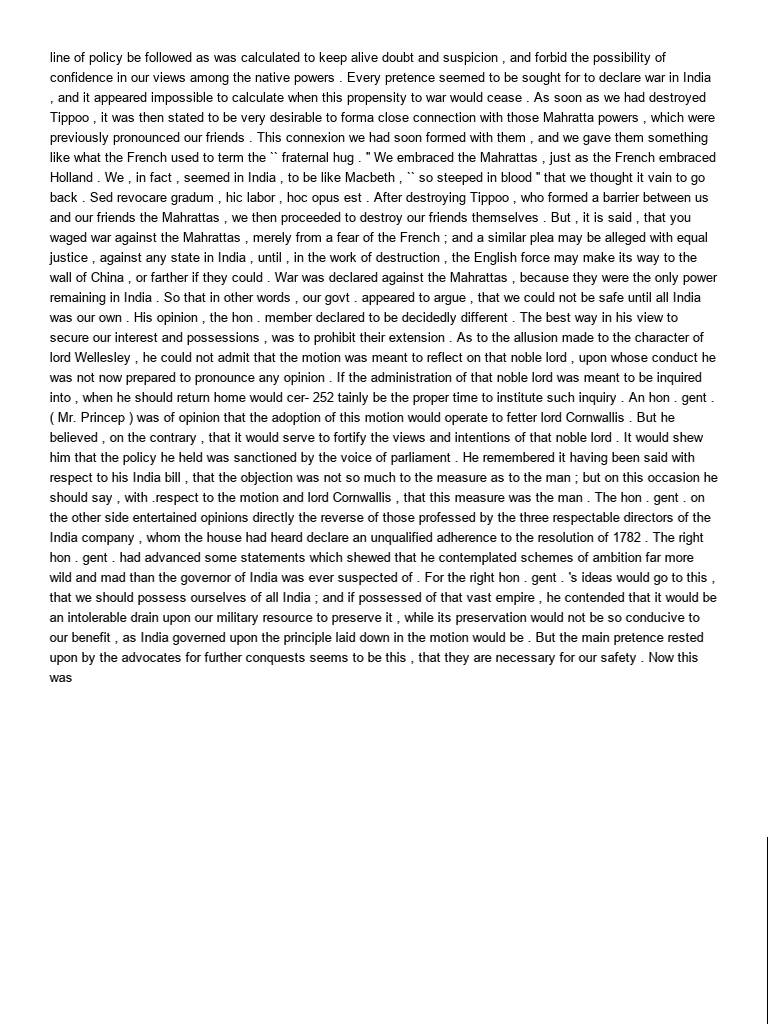 line of policy be followed as was calculated to keep alive doubt and suspicion , and forbid the possibility of
confidence in our views among the native powers . Every pretence seemed to be sought for to declare war in India
, and it appeared impossible to calculate when this propensity to war would cease . As soon as we had destroyed
Tippoo , it was then stated to be very desirable to forma close connection with those Mahratta powers , which were
previously pronounced our friends . This connexion we had soon formed with them , and we gave them something
like what the French used to term the `` fraternal hug . " We embraced the Mahrattas , just as the French embraced
Holland . We , in fact , seemed in India , to be like Macbeth , `` so steeped in blood " that we thought it vain to go
back . Sed revocare gradum , hic labor , hoc opus est . After destroying Tippoo , who formed a barrier between us
and our friends the Mahrattas , we then proceeded to destroy our friends themselves . But , it is said , that you
waged war against the Mahrattas , merely from a fear of the French ; and a similar plea may be alleged with equal
justice , against any state in India , until , in the work of destruction , the English force may make its way to the
wall of China , or farther if they could . War was declared against the Mahrattas , because they were the only power
remaining in India . So that in other words , our govt . appeared to argue , that we could not be safe until all India
was our own . His opinion , the hon . member declared to be decidedly different . The best way in his view to
secure our interest and possessions , was to prohibit their extension . As to the allusion made to the character of
lord Wellesley , he could not admit that the motion was meant to reflect on that noble lord , upon whose conduct he
was not now prepared to pronounce any opinion . If the administration of that noble lord was meant to be inquired
into , when he should return home would cer- 252 tainly be the proper time to institute such inquiry . An hon . gent .
( Mr. Princep ) was of opinion that the adoption of this motion would operate to fetter lord Cornwallis . But he
believed , on the contrary , that it would serve to fortify the views and intentions of that noble lord . It would shew
him that the policy he held was sanctioned by the voice of parliament . He remembered it having been said with
respect to his India bill , that the objection was not so much to the measure as to the man ; but on this occasion he
should say , with .respect to the motion and lord Cornwallis , that this measure was the man . The hon . gent . on
the other side entertained opinions directly the reverse of those professed by the three respectable directors of the
India company , whom the house had heard declare an unqualified adherence to the resolution of 1782 . The right
hon . gent . had advanced some statements which shewed that he contemplated schemes of ambition far more
wild and mad than the governor of India was ever suspected of . For the right hon . gent . 's ideas would go to this ,
that we should possess ourselves of all India ; and if possessed of that vast empire , he contended that it would be
an intolerable drain upon our military resource to preserve it , while its preservation would not be so conducive to
our benefit , as India governed upon the principle laid down in the motion would be . But the main pretence rested
upon by the advocates for further conquests seems to be this , that they are necessary for our safety . Now this
was